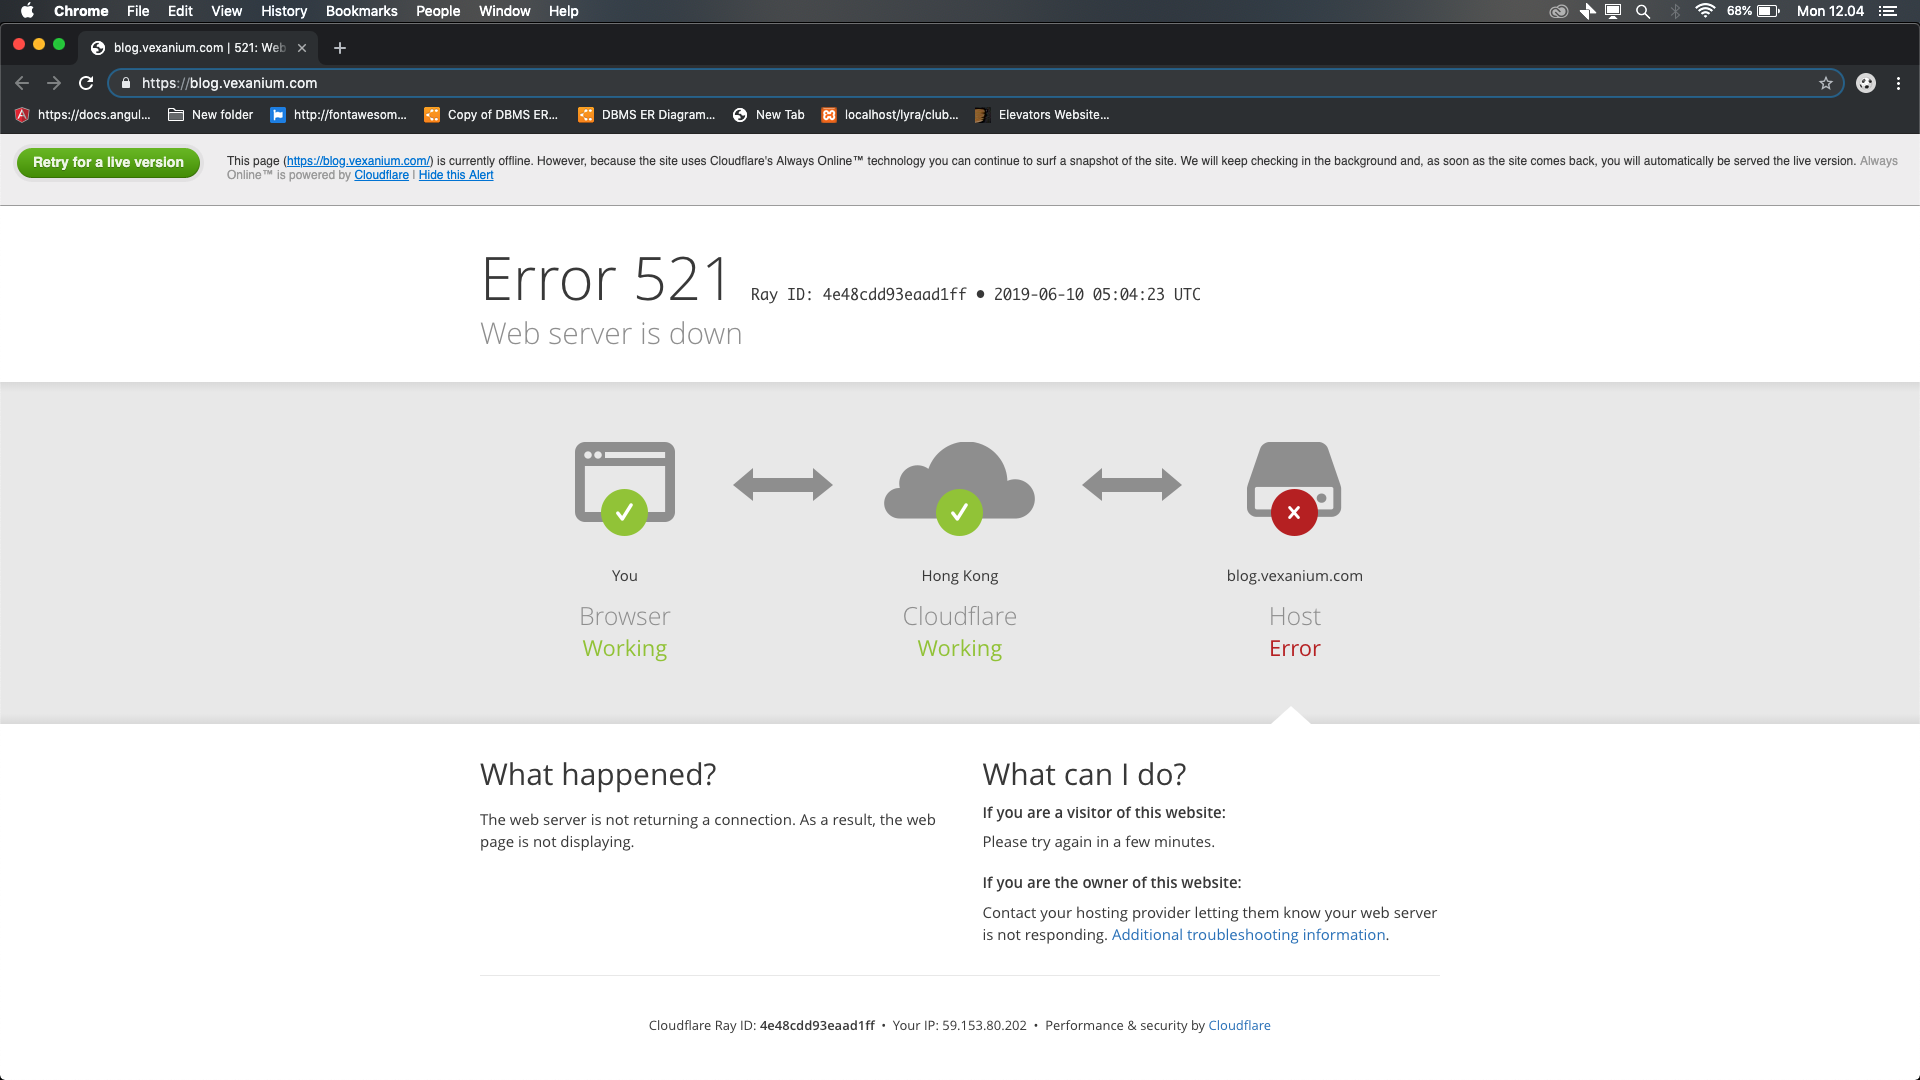 Chrome File Edit View History Bookmarks People Window Help 68% Mon 12.04
blog.vexanium.com | 521: Web
https://blog.vexanium.com
https://docs.angul... New folder http://fontawesom... Copy of DBMS ER... DBMS ER Diagram... New Tab localhost/lyra/club... Elevators Website...
Retry for a live version
This page (https://blog.vexanium.com/) is currently offline. However, because the site uses Cloudflare's Always Online™ technology you can continue to surf a snapshot of the site. We will keep checking in the background and, as soon as the site comes back, you will automatically be served the live version. Always
Online™ is powered by Cloudflare | Hide this Alert
Error 521 Ray ID: 4e48cdd93eaad1ff • 2019-06-10 05:04:23 UTC
Web server is down
You
Browser
Working
Hong Kong
Cloudflare
Working
blog.vexanium.com
Host
Error
What happened?
The web server is not returning a connection. As a result, the web
page is not displaying.
What can I do?
If you are a visitor of this website:
Please try again in a few minutes.
If you are the owner of this website:
Contact your hosting provider letting them know your web server
is not responding. Additional troubleshooting information.
Cloudflare Ray ID: 4e48cdd93eaad1ff • Your IP: 59.153.80.202 • Performance & security by Cloudflare